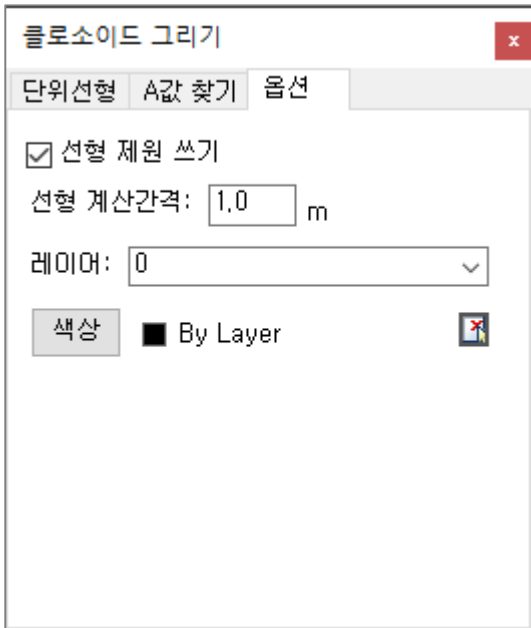 클로소이드 그리기
x
단위선형 A값 찾기 옵션
선형 제원 쓰기
선형 계산간격: 1.0 m
레이어: 0
색상 By Layer